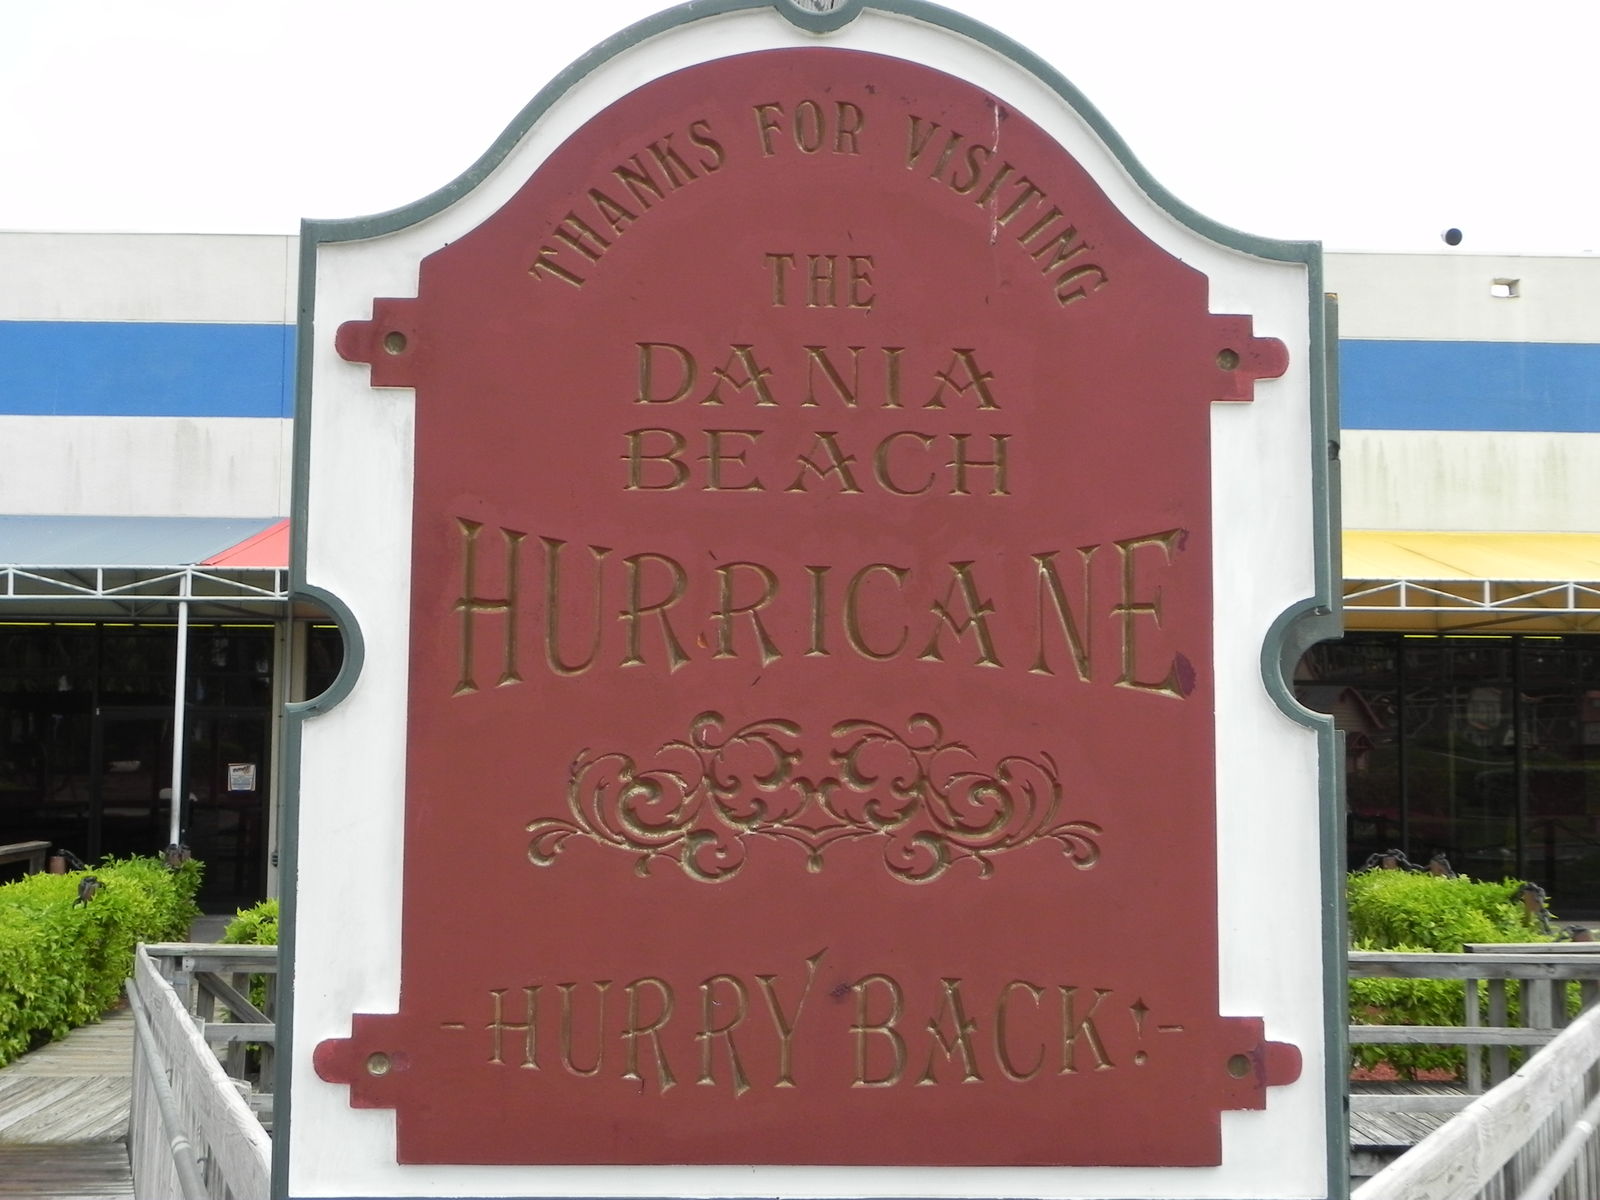 THANKS FOR VISITING
THE
DANIA
BEACH
HURRICANE
-HURRY BACK!-